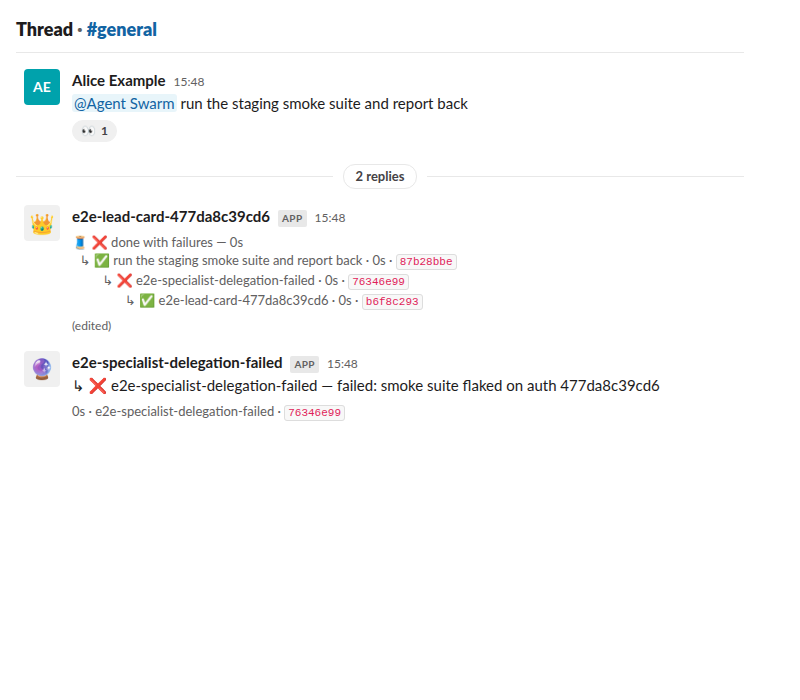 Thread • #general
AE
Alice Example 15:48
@Agent Swarm run the staging smoke suite and report back
👀 1
2 replies
e2e-lead-card-477da8c39cd6 APP 15:48
🧵 ❌ done with failures — 0s
↳ ✅ run the staging smoke suite and report back · 0s · 87b28bbe
↳ ❌ e2e-specialist-delegation-failed · 0s · 76346e99
↳ ✅ e2e-lead-card-477da8c39cd6 · 0s · b6f8c293
(edited)
e2e-specialist-delegation-failed APP 15:48
↳ ❌ e2e-specialist-delegation-failed — failed: smoke suite flaked on auth 477da8c39cd6
0s · e2e-specialist-delegation-failed · 76346e99